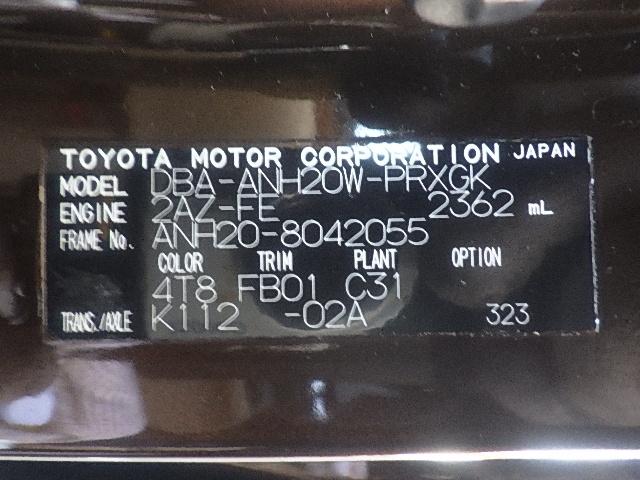 TOYOTA MOTOR CORPORATION JAPAN
MODEL DBA-ANH20W-PRXGK
ENGINE 2AZ-FE 2362 mL
FRAME No. ANH20-8042055
COLOR TRIM PLANT OPTION
4T8 FB01 C31
TRANS./AXLE K112 -02A 323